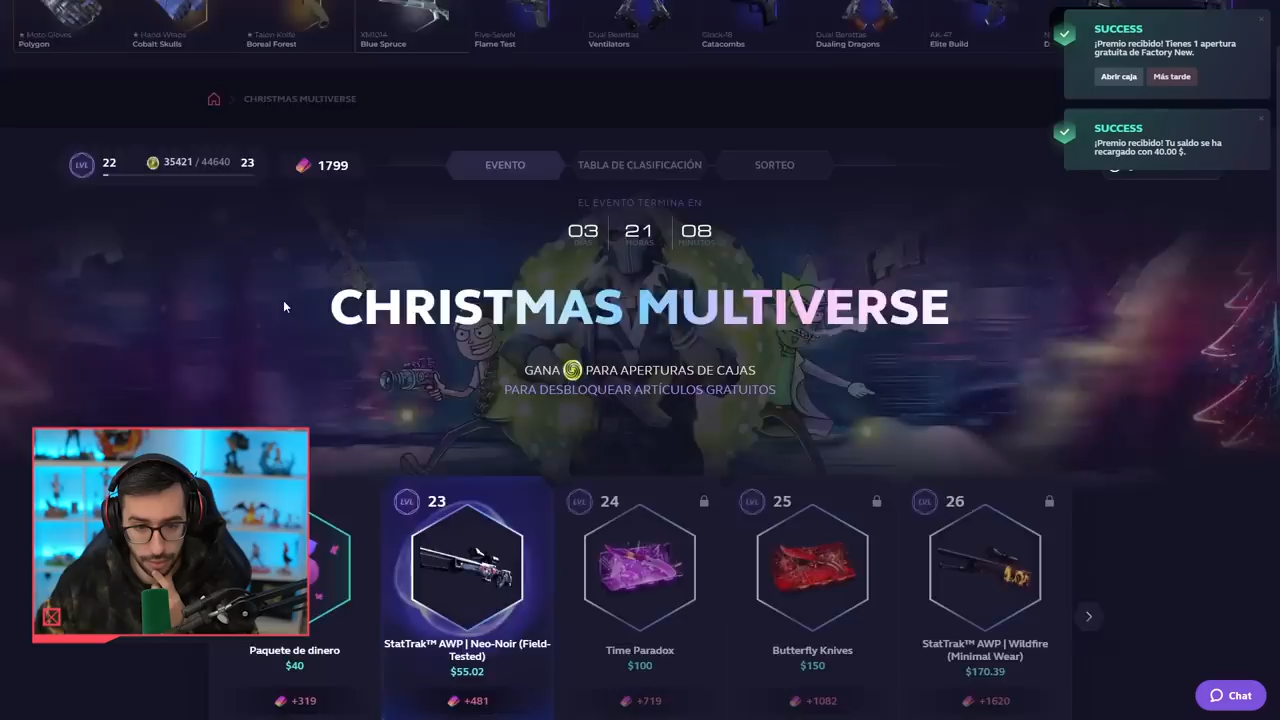 ★ Moto Gloves
Polygon
★ Hand Wraps
Cobalt Skulls
★ Talon Knife
Boreal Forest
XM1014
Blue Spruce
Five-SeveN
Flame Test
Dual Berettas
Ventilators
Glock-18
Catacombs
Dual Berettas
Dualing Dragons
AK-47
Elite Build
SUCCESS
¡Premio recibido! Tienes 1 apertura
gratuita de Factory New.
Abrir caja
Más tarde
SUCCESS
¡Premio recibido! Tu saldo se ha
recargado con 40.00 $.
CHRISTMAS MULTIVERSE
LVL 22
35421 / 44640 23
1799
EVENTO
TABLA DE CLASIFICACIÓN
SORTEO
EL EVENTO TERMINA EN
03 21 08
DÍAS HORAS MINUTOS
CHRISTMAS MULTIVERSE
GANA PARA APERTURAS DE CAJAS
PARA DESBLOQUEAR ARTÍCULOS GRATUITOS
LVL 23
LVL 24
LVL 25
LVL 26
Paquete de dinero
$40
+319
StatTrak™ AWP | Neo-Noir (Field-
Tested)
$55.02
+481
Time Paradox
$100
+719
Butterfly Knives
$150
+1082
StatTrak™ AWP | Wildfire
(Minimal Wear)
$170.39
+1620
Chat